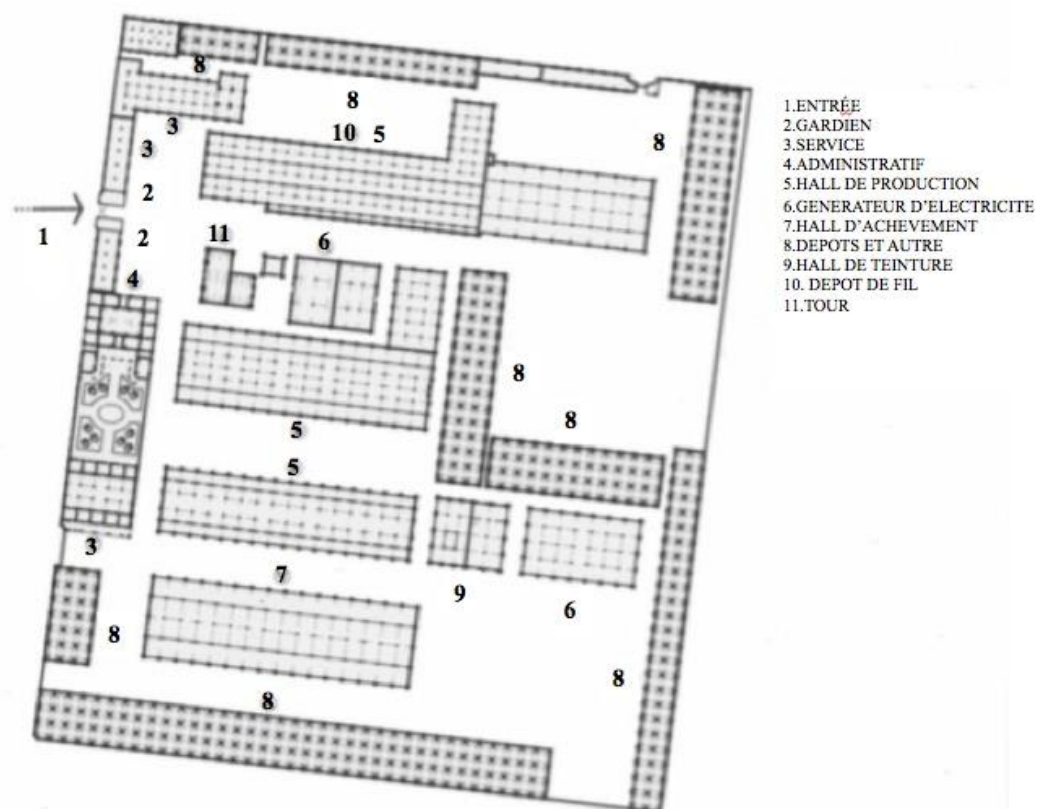 8
8
3
10 5
8
3
2
1
2
11
6
4
8
8
5
5
3
7
9
6
8
8
8
1.ENTRÉE
2.GARDIEN
3.SERVICE
4.ADMINISTRATIF
5.HALL DE PRODUCTION
6.GENERATEUR D'ELECTRICITE
7.HALL D'ACHEVEMENT
8.DEPOTS ET AUTRE
9.HALL DE TEINTURE
10. DEPOT DE FIL
11.TOUR